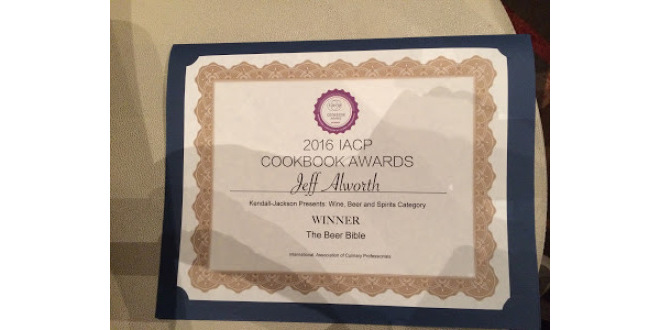 2016 IACP
COOKBOOK AWARDS
Jeff Alworth
Kendall-Jackson Presents: Wine, Beer and Spirits Category
WINNER
The Beer Bible
International Association of Culinary Professionals